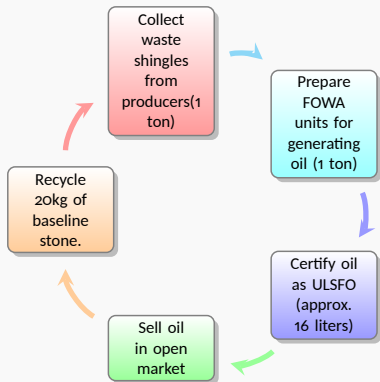 Collect
waste
shingles
from
producers(1
ton)
Prepare
FOWA
units for
generating
oil (1 ton)
Certify oil
as ULSFO
(approx.
16 liters)
Sell oil
in open
market
Recycle
20kg of
baseline
stone.